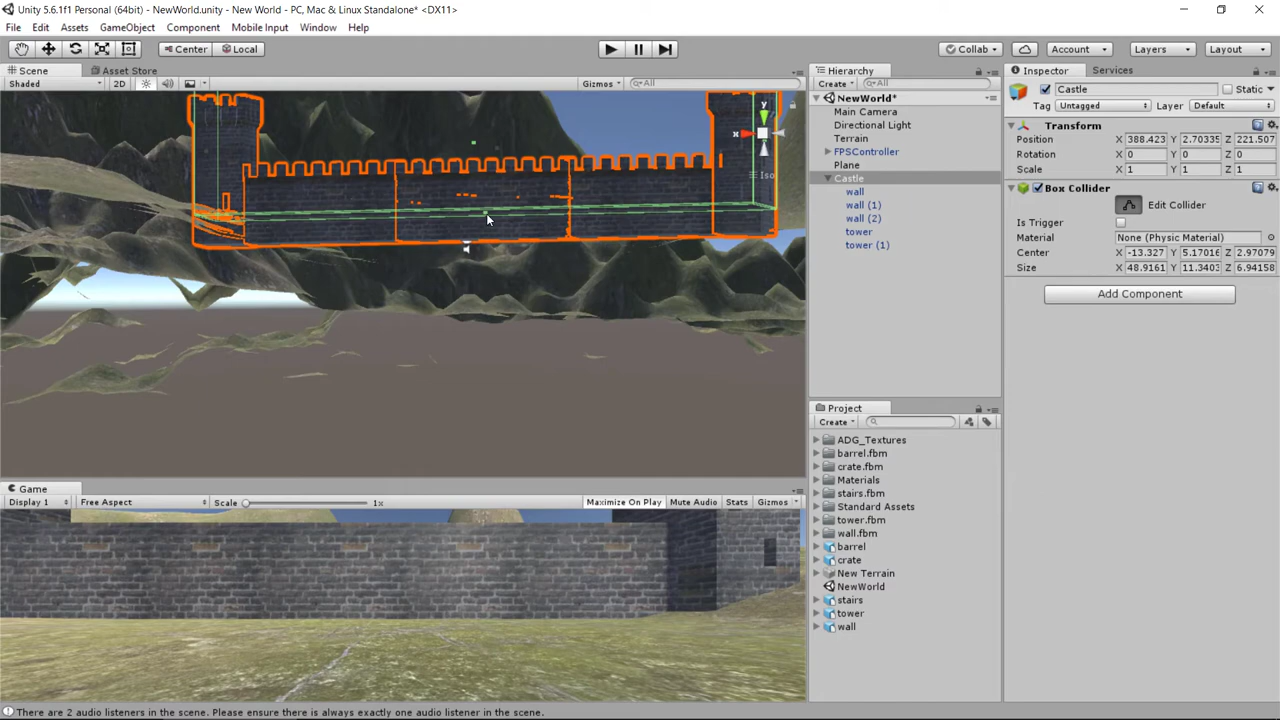 Unity 5.6.1f1 Personal (64bit) - NewWorld.unity - New World - PC, Mac & Linux Standalone* <DX11>
File Edit Assets GameObject Component Mobile Input Window Help
Center Local Collab Account Layers Layout
Scene Asset Store
Shaded 2D Gizmos All
y
x
Iso
Hierarchy
Create All
NewWorld*
Main Camera
Directional Light
Terrain
FPSController
Plane
Castle
wall
wall (1)
wall (2)
tower
tower (1)
Inspector Services
Castle Static
Tag Untagged Layer Default
Transform
Position X 388.423 Y 2.70335 Z 221.507
Rotation X 0 Y 0 Z 0
Scale X 1 Y 1 Z 1
Box Collider
Edit Collider
Is Trigger
Material None (Physic Material)
Center X -13.327 Y 5.17016 Z 2.97079
Size X 48.9161 Y 11.3403 Z 6.94158
Add Component
Project
Create
ADG_Textures
barrel.fbm
crate.fbm
Materials
stairs.fbm
Standard Assets
tower.fbm
wall.fbm
barrel
crate
New Terrain
NewWorld
stairs
tower
wall
Game
Display 1 Free Aspect Scale 1x Maximize On Play Mute Audio Stats Gizmos
There are 2 audio listeners in the scene. Please ensure there is always exactly one audio listener in the scene.